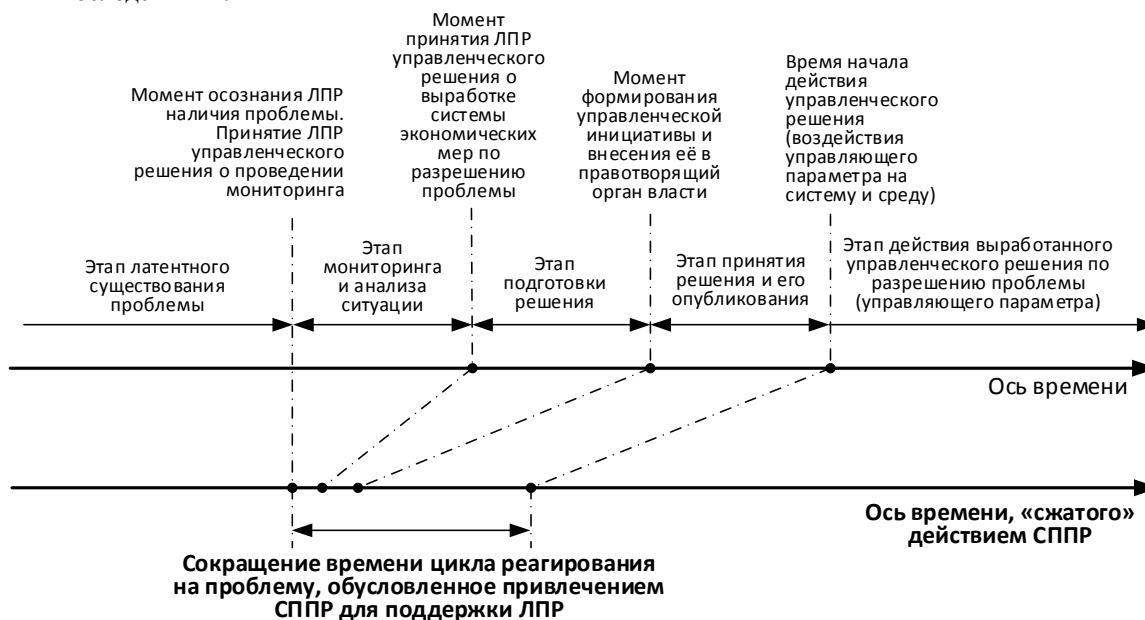 Момент осознания ЛПР
наличия проблемы.
Принятие ЛПР
управленческого
решения о проведении
мониторинга
Момент
принятия ЛПР
управленческого
решения о
выработке
системы
экономических
мер по
разрешению
проблемы
Момент
формирования
управленческой
инициативы и
внесения её в
правотворящий
орган власти
Время начала
действия
управленческого
решения
(воздействия
управляющего
параметра на
систему и среду)
Этап латентного
существования
проблемы
Этап
мониторинга
и анализа
ситуации
Этап
подготовки
решения
Этап принятия
решения и его
опубликования
Этап действия выработанного
управленческого решения по
разрешению проблемы
(управляющего параметра)
Ось времени
Ось времени, «сжатого»
действием СППР
Сокращение времени цикла реагирования
на проблему, обусловленное привлечением
СППР для поддержки ЛПР